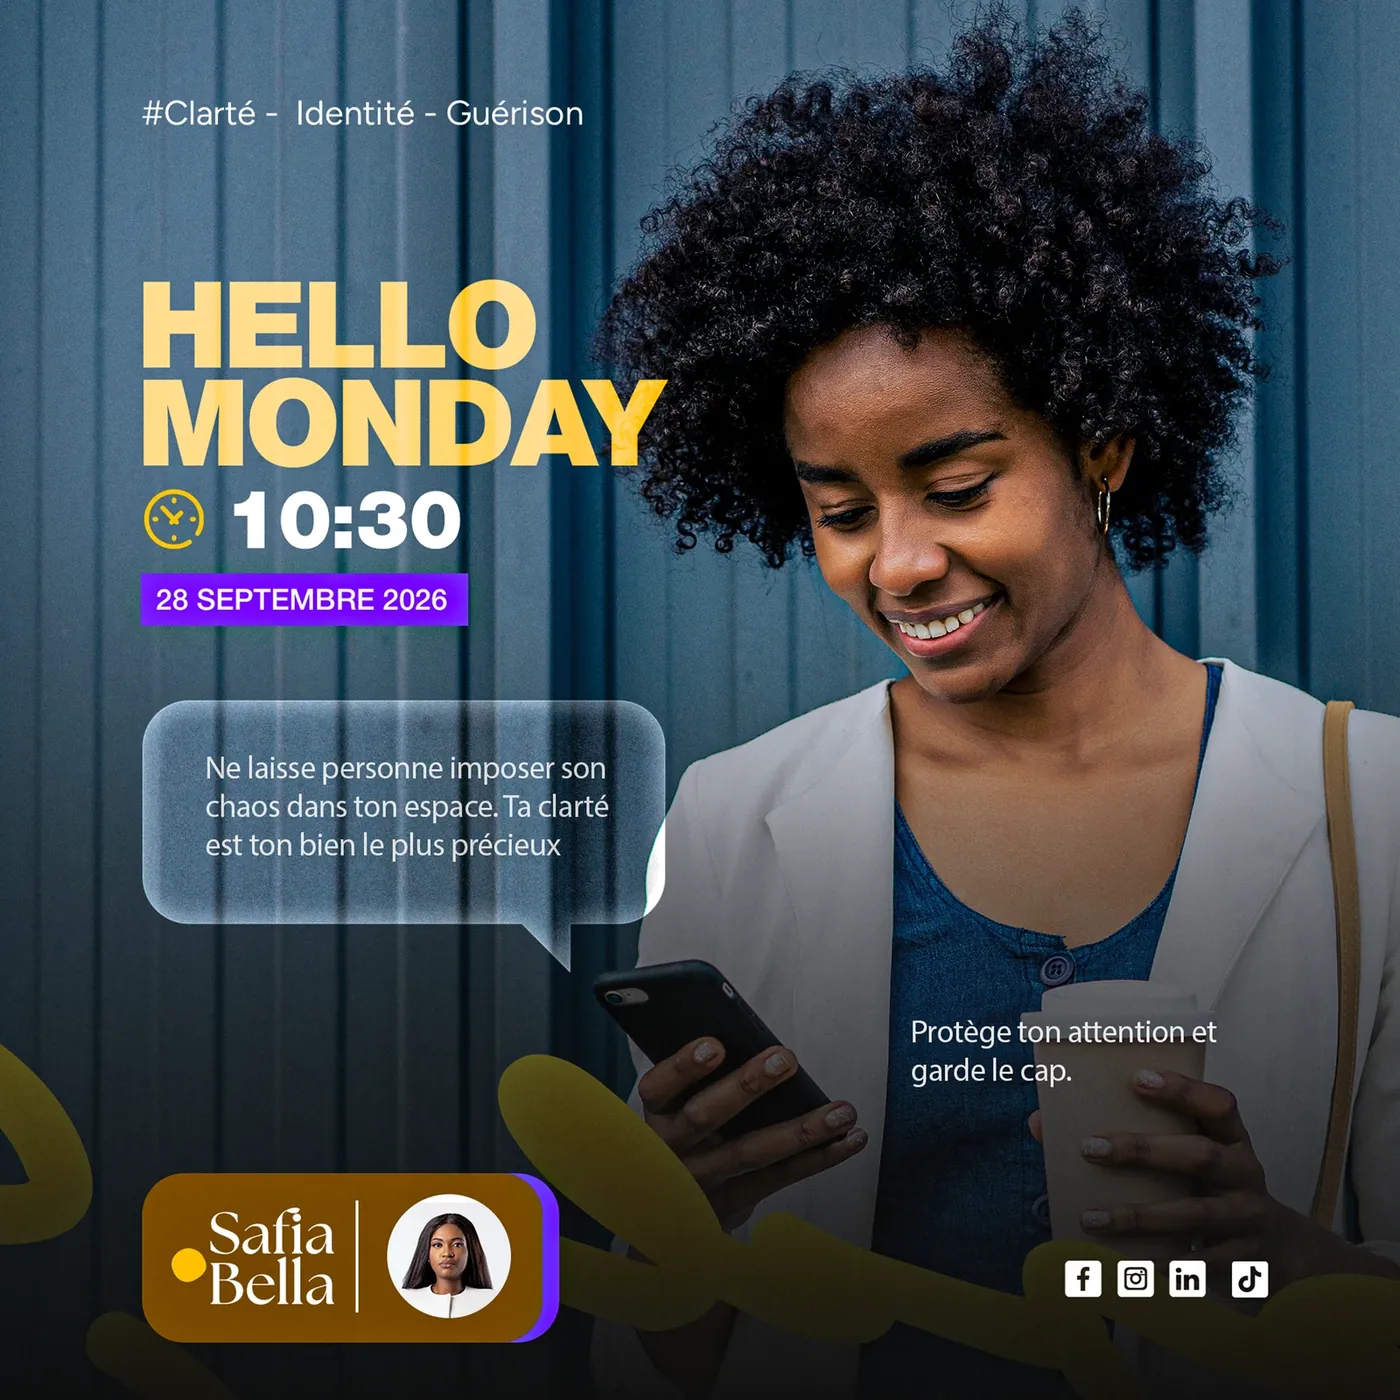 #Clarté - Identité - Guérison
HELLO
MONDAY
10:30
28 SEPTEMBRE 2026
Ne laisse personne imposer son
chaos dans ton espace. Ta clarté
est ton bien le plus précieux
Protège ton attention et
garde le cap.
Safia
Bella